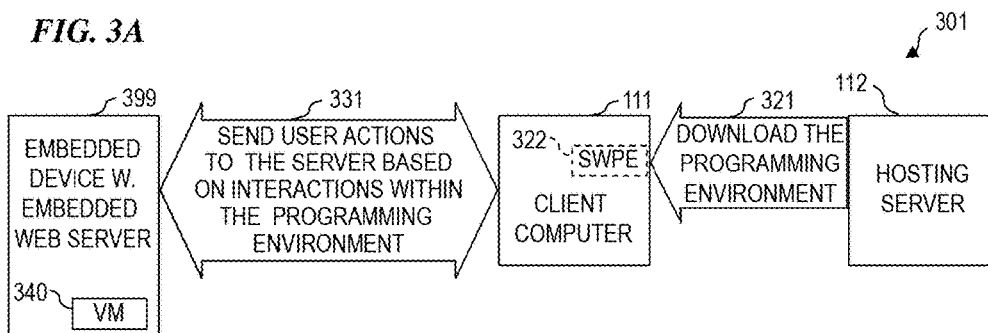 FIG. 3A
301
399
331
111
321
112
EMBEDDED
DEVICE W.
EMBEDDED
WEB SERVER
340
VM
SEND USER ACTIONS
TO THE SERVER BASED
ON INTERACTIONS WITHIN
THE PROGRAMMING
ENVIRONMENT
322
SWPE
CLIENT
COMPUTER
DOWNLOAD THE
PROGRAMMING
ENVIRONMENT
HOSTING
SERVER